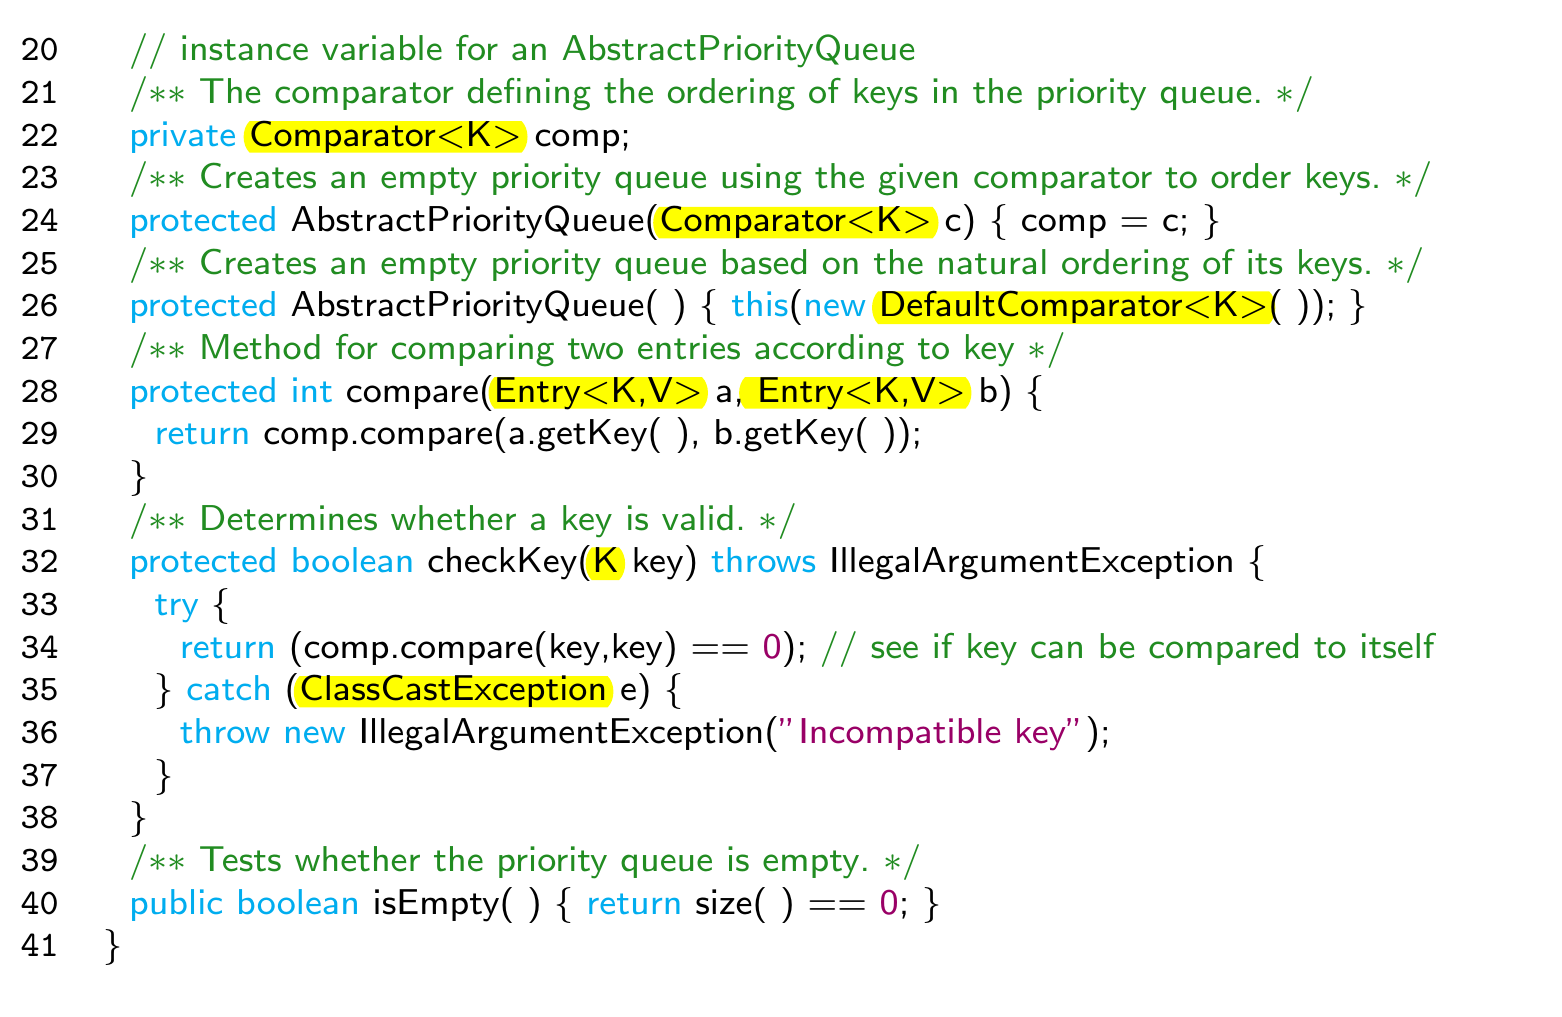 20 // instance variable for an AbstractPriorityQueue
21 /** The comparator defining the ordering of keys in the priority queue. */
22 private Comparator<K> comp;
23 /** Creates an empty priority queue using the given comparator to order keys. */
24 protected AbstractPriorityQueue(Comparator<K> c) { comp = c; }
25 /** Creates an empty priority queue based on the natural ordering of its keys. */
26 protected AbstractPriorityQueue( ) { this(new DefaultComparator<K>( )); }
27 /** Method for comparing two entries according to key */
28 protected int compare(Entry<K,V> a, Entry<K,V> b) {
29 return comp.compare(a.getKey( ), b.getKey( ));
30 }
31 /** Determines whether a key is valid. */
32 protected boolean checkKey(K key) throws IllegalArgumentException {
33 try {
34 return (comp.compare(key,key) == 0); // see if key can be compared to itself
35 } catch (ClassCastException e) {
36 throw new IllegalArgumentException("Incompatible key");
37 }
38 }
39 /** Tests whether the priority queue is empty. */
40 public boolean isEmpty( ) { return size( ) == 0; }
41 }